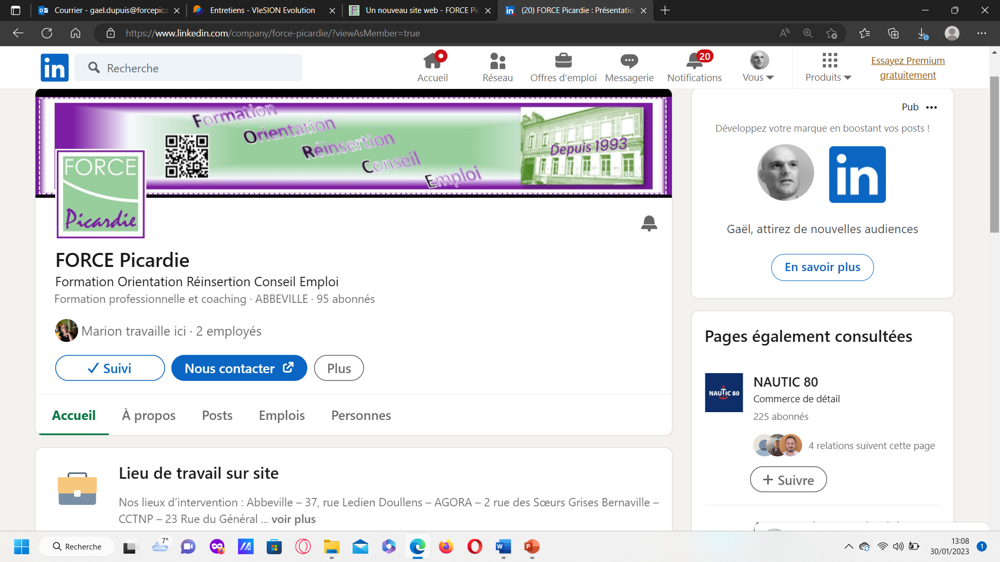 Courrier - gael.dupuis@forcepica
Entretiens - VIeSION Evolution
Un nouveau site web - FORCE Pic
(20) FORCE Picardie : Présentatio
https://www.linkedin.com/company/force-picardie/?viewAsMember=true
in
Recherche
Accueil
Réseau
Offres d'emploi
Messagerie
20
Notifications
Vous
Produits
Essayez Premium
gratuitement
Formation
Orientation
Réinsertion
Conseil
Emploi
Depuis 1993
FORCE
Picardie
FORCE Picardie
Formation Orientation Réinsertion Conseil Emploi
Formation professionnelle et coaching · ABBEVILLE · 95 abonnés
Marion travaille ici · 2 employés
Suivi
Nous contacter
Plus
Accueil
À propos
Posts
Emplois
Personnes
Lieu de travail sur site
Nos lieux d'intervention : Abbeville – 37, rue Ledien Doullens – AGORA – 2 rue des Sœurs Grises Bernaville –
CCTNP – 23 Rue du Général ... voir plus
Pub
Développez votre marque en boostant vos posts !
in
Gaël, attirez de nouvelles audiences
En savoir plus
Pages également consultées
NAUTIC 80
NAUTIC 80
Commerce de détail
225 abonnés
4 relations suivent cette page
+ Suivre
Recherche
7°
13:08
30/01/2023
1